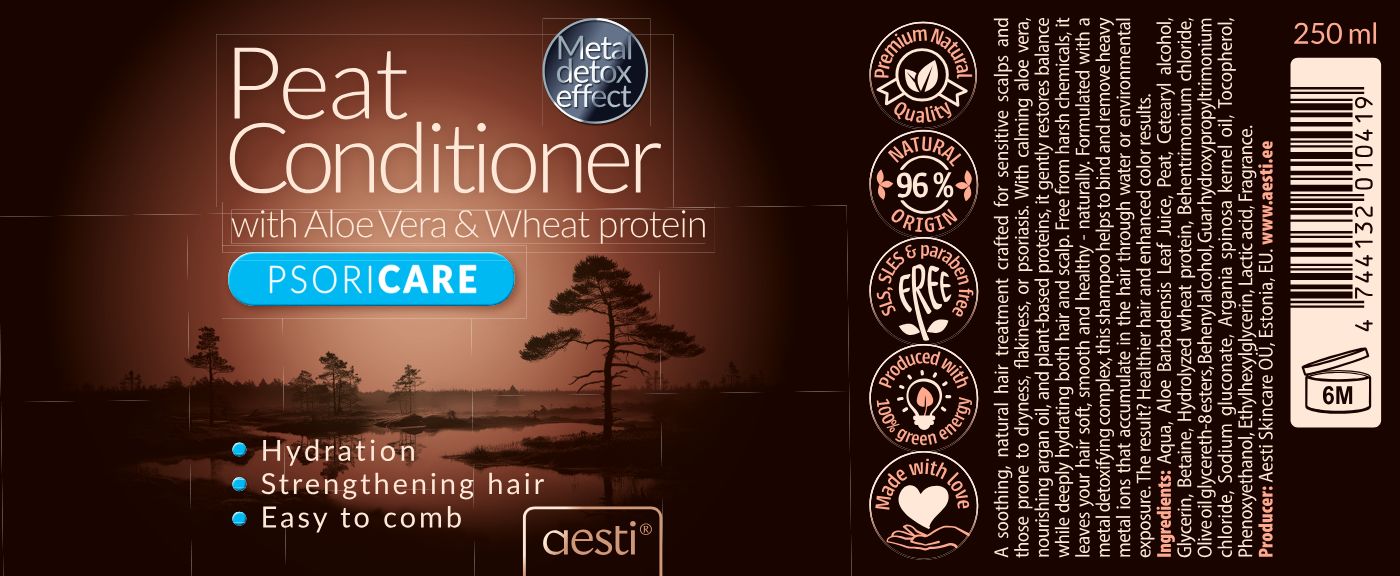 Peat
Conditioner
with Aloe Vera & Wheat protein
Metal
detox
effect
PSORICARE
Hydration
Strengthening hair
Easy to comb
aesti®
Premium Natural
Quality
NATURAL
96 %
ORIGIN
SLS, SLES & paraben free
FREE
Produced with
100% green energy
Made with love
A soothing, natural hair treatment crafted for sensitive scalps and
those prone to dryness, flakiness, or psoriasis. With calming aloe vera,
nourishing argan oil, and plant-based proteins, it gently restores balance
while deeply hydrating both hair and scalp. Free from harsh chemicals, it
leaves your hair soft, smooth and healthy - naturally. Formulated with a
metal detoxifying complex, this shampoo helps to bind and remove heavy
metal ions that accumulate in the hair through water or environmental
exposure. The result? Healthier hair and enhanced color results.
Ingredients: Aqua, Aloe Barbadensis Leaf Juice, Peat, Cetearyl alcohol,
Glycerin, Betaine, Hydrolyzed wheat protein, Behentrimonium chloride,
Olive oil glycereth-8 esters, Behenyl alcohol, Guar hydroxypropyltrimonium
chloride, Sodium gluconate, Argania spinosa kernel oil, Tocopherol,
Phenoxyethanol, Ethylhexylglycerin, Lactic acid, Fragrance.
Producer: Aesti Skincare OU, Estonia, EU. www.aesti.ee
250 ml
4 744132 010419
6M